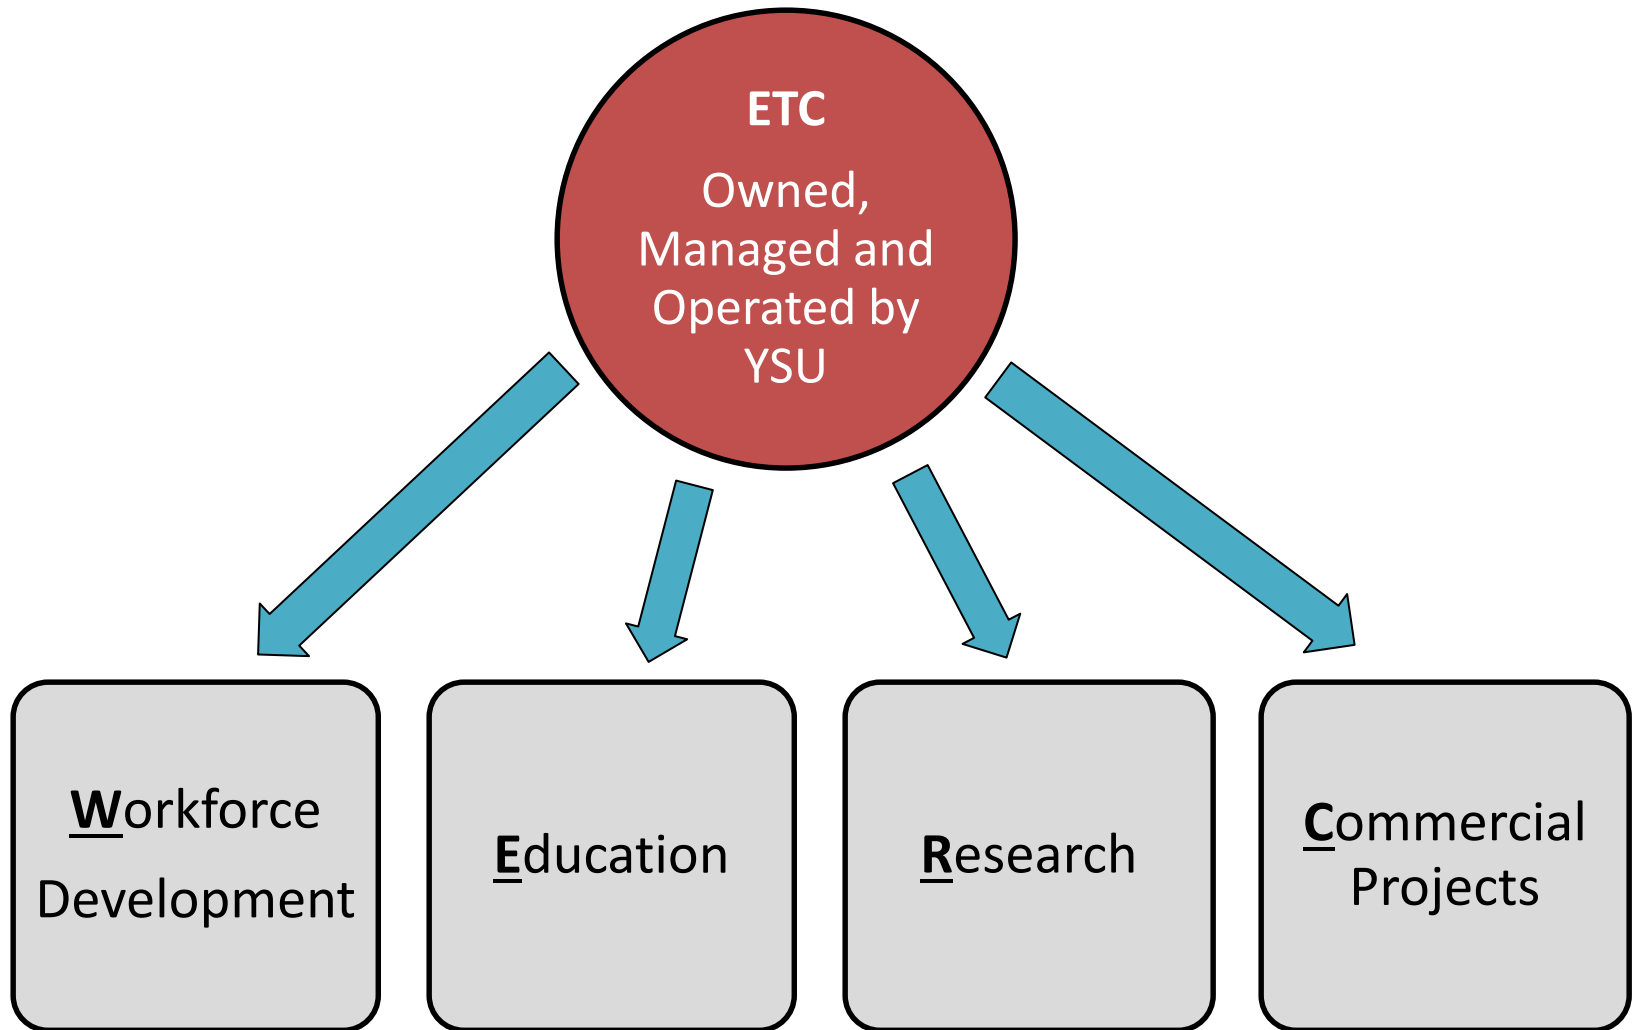 ETC
Owned,
Managed and
Operated by
YSU
Workforce
Development
Education
Research
Commercial
Projects